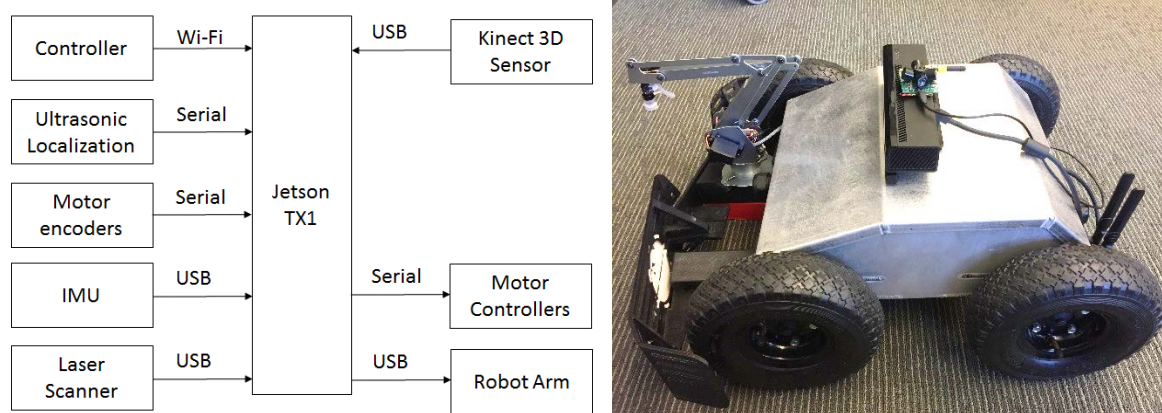 Controller
Wi-Fi
Ultrasonic
Localization
Serial
Motor
encoders
Serial
IMU
USB
Laser
Scanner
USB
Jetson
TX1
USB
Kinect 3D
Sensor
Serial
Motor
Controllers
USB
Robot Arm